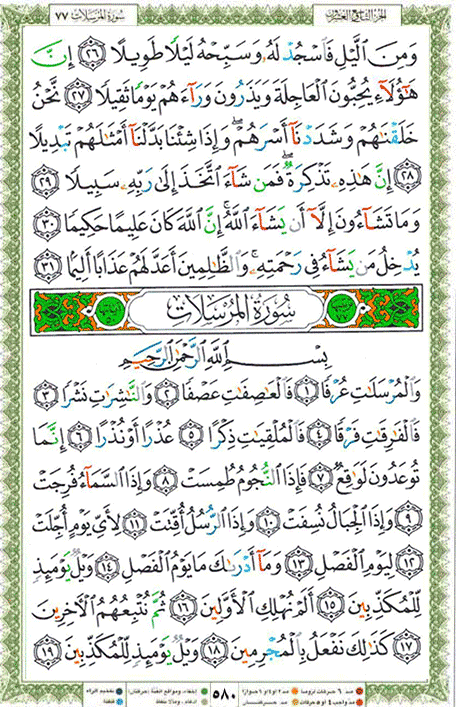 سورة المرسلات ٧٧
الجزء التاسع والعشرون
وَمِنَ ٱلَّيْلِ فَٱسْجُدْ لَهُۥ وَسَبِّحْهُ لَيْلًا طَوِيلًا ٢٦ إِنَّ
هَٰٓؤُلَآءِ يُحِبُّونَ ٱلْعَاجِلَةَ وَيَذَرُونَ وَرَآءَهُمْ يَوْمًا ثَقِيلًا ٢٧ نَّحْنُ
خَلَقْنَٰهُمْ وَشَدَدْنَآ أَسْرَهُمْ ۖ وَإِذَا شِئْنَا بَدَّلْنَآ أَمْثَٰلَهُمْ تَبْدِيلًا
٢٨ إِنَّ هَٰذِهِۦ تَذْكِرَةٌ ۖ فَمَن شَآءَ ٱتَّخَذَ إِلَىٰ رَبِّهِۦ سَبِيلًا ٢٩
وَمَا تَشَآءُونَ إِلَّآ أَن يَشَآءَ ٱللَّهُ ۚ إِنَّ ٱللَّهَ كَانَ عَلِيمًا حَكِيمًا ٣٠
يُدْخِلُ مَن يَشَآءُ فِى رَحْمَتِهِۦ ۚ وَٱلظَّٰلِمِينَ أَعَدَّ لَهُمْ عَذَابًا أَلِيمًۢا ٣١
سُورَةُ الْمُرْسَلَاتِ
بِسْمِ ٱللَّهِ ٱلرَّحْمَٰنِ ٱلرَّحِيمِ
وَٱلْمُرْسَلَٰتِ عُرْفًا ١ فَٱلْعَٰصِفَٰتِ عَصْفًا ٢ وَٱلنَّٰشِرَٰتِ نَشْرًا ٣
فَٱلْفَٰرِقَٰتِ فَرْقًا ٤ فَٱلْمُلْقِيَٰتِ ذِكْرًا ٥ عُذْرًا أَوْ نُذْرًا ٦ إِنَّمَا
تُوعَدُونَ لَوَٰقِعٌ ٧ فَإِذَا ٱلنُّجُومُ طُمِسَتْ ٨ وَإِذَا ٱلسَّمَآءُ فُرِجَتْ
٩ وَإِذَا ٱلْجِبَالُ نُسِفَتْ ١٠ وَإِذَا ٱلرُّسُلُ أُقِّتَتْ ١١ لِأَىِّ يَوْمٍ أُجِّلَتْ
١٢ لِيَوْمِ ٱلْفَصْلِ ١٣ وَمَآ أَدْرَىٰكَ مَا يَوْمُ ٱلْفَصْلِ ١٤ وَيْلٌ يَوْمَئِذٍ
لِّلْمُكَذِّبِينَ ١٥ أَلَمْ نُهْلِكِ ٱلْأَوَّلِينَ ١٦ ثُمَّ نُتْبِعُهُمُ ٱلْءَاخِرِينَ
١٧ كَذَٰلِكَ نَفْعَلُ بِٱلْمُجْرِمِينَ ١٨ وَيْلٌ يَوْمَئِذٍ لِّلْمُكَذِّبِينَ ١٩
٥٨٠